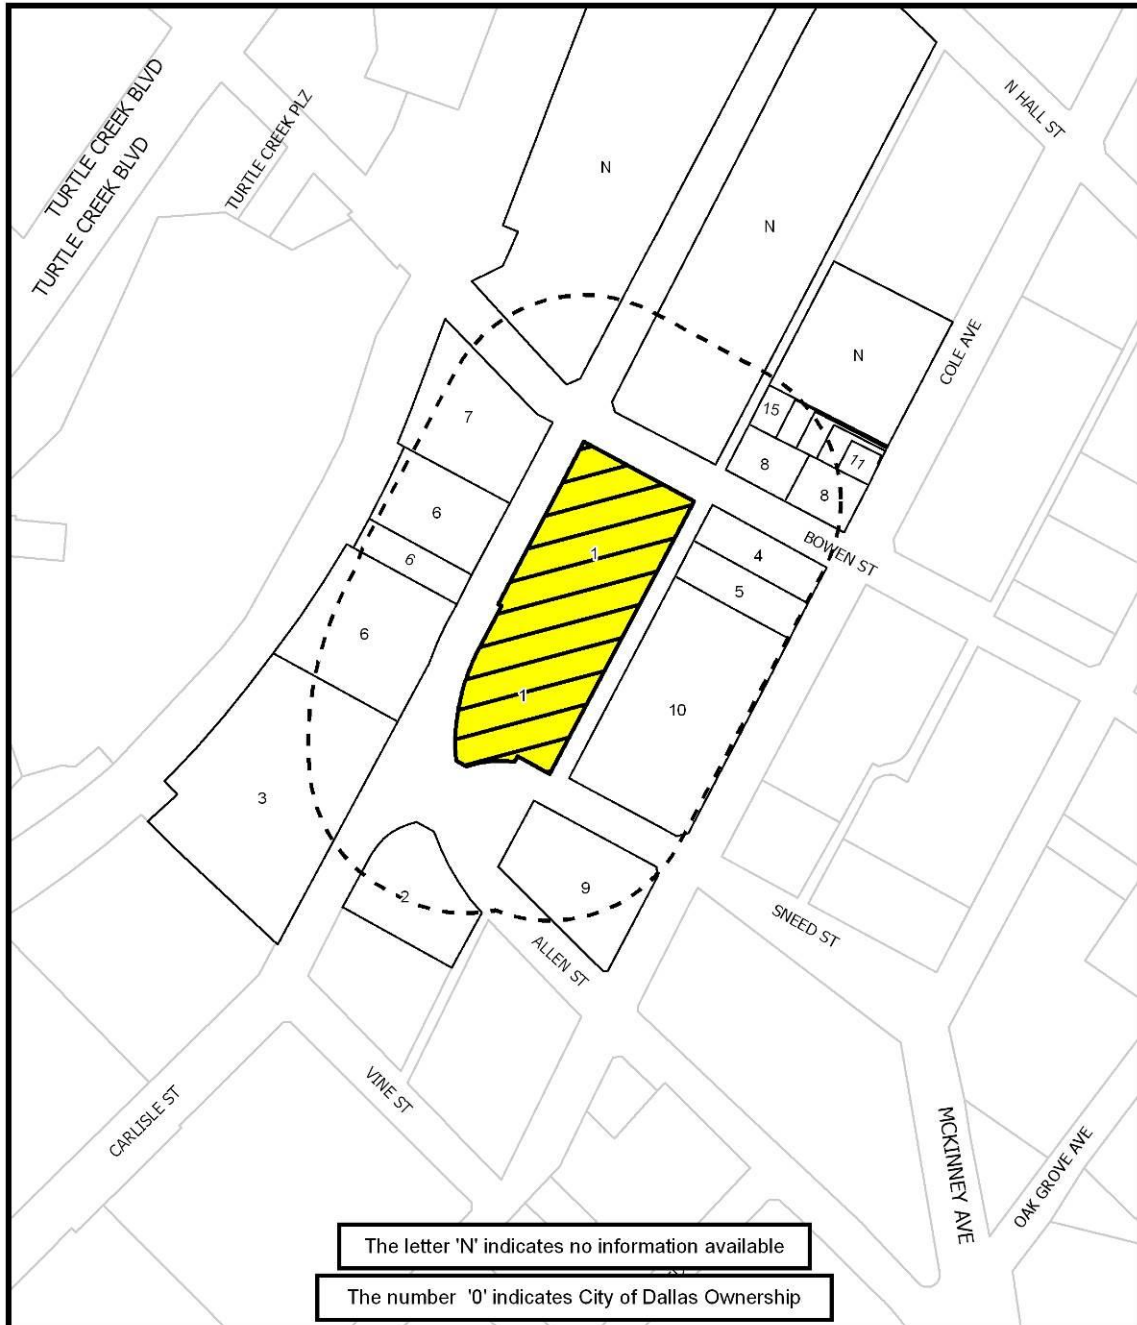 N HALL ST
TURTLE CREEK BLVD
TURTLE CREEK PLZ
TURTLE CREEK BLVD
N
N
COLE AVE
N
7
15
11
8
8
6
BOWEN ST
1
4
6
5
6
1
10
3
9
2
SNEED ST
ALLEN ST
VINE ST
CARLISLE ST
MCKINNEY AVE
OAK GROVE AVE
The letter 'N' indicates no information available
The number '0' indicates City of Dallas Ownership